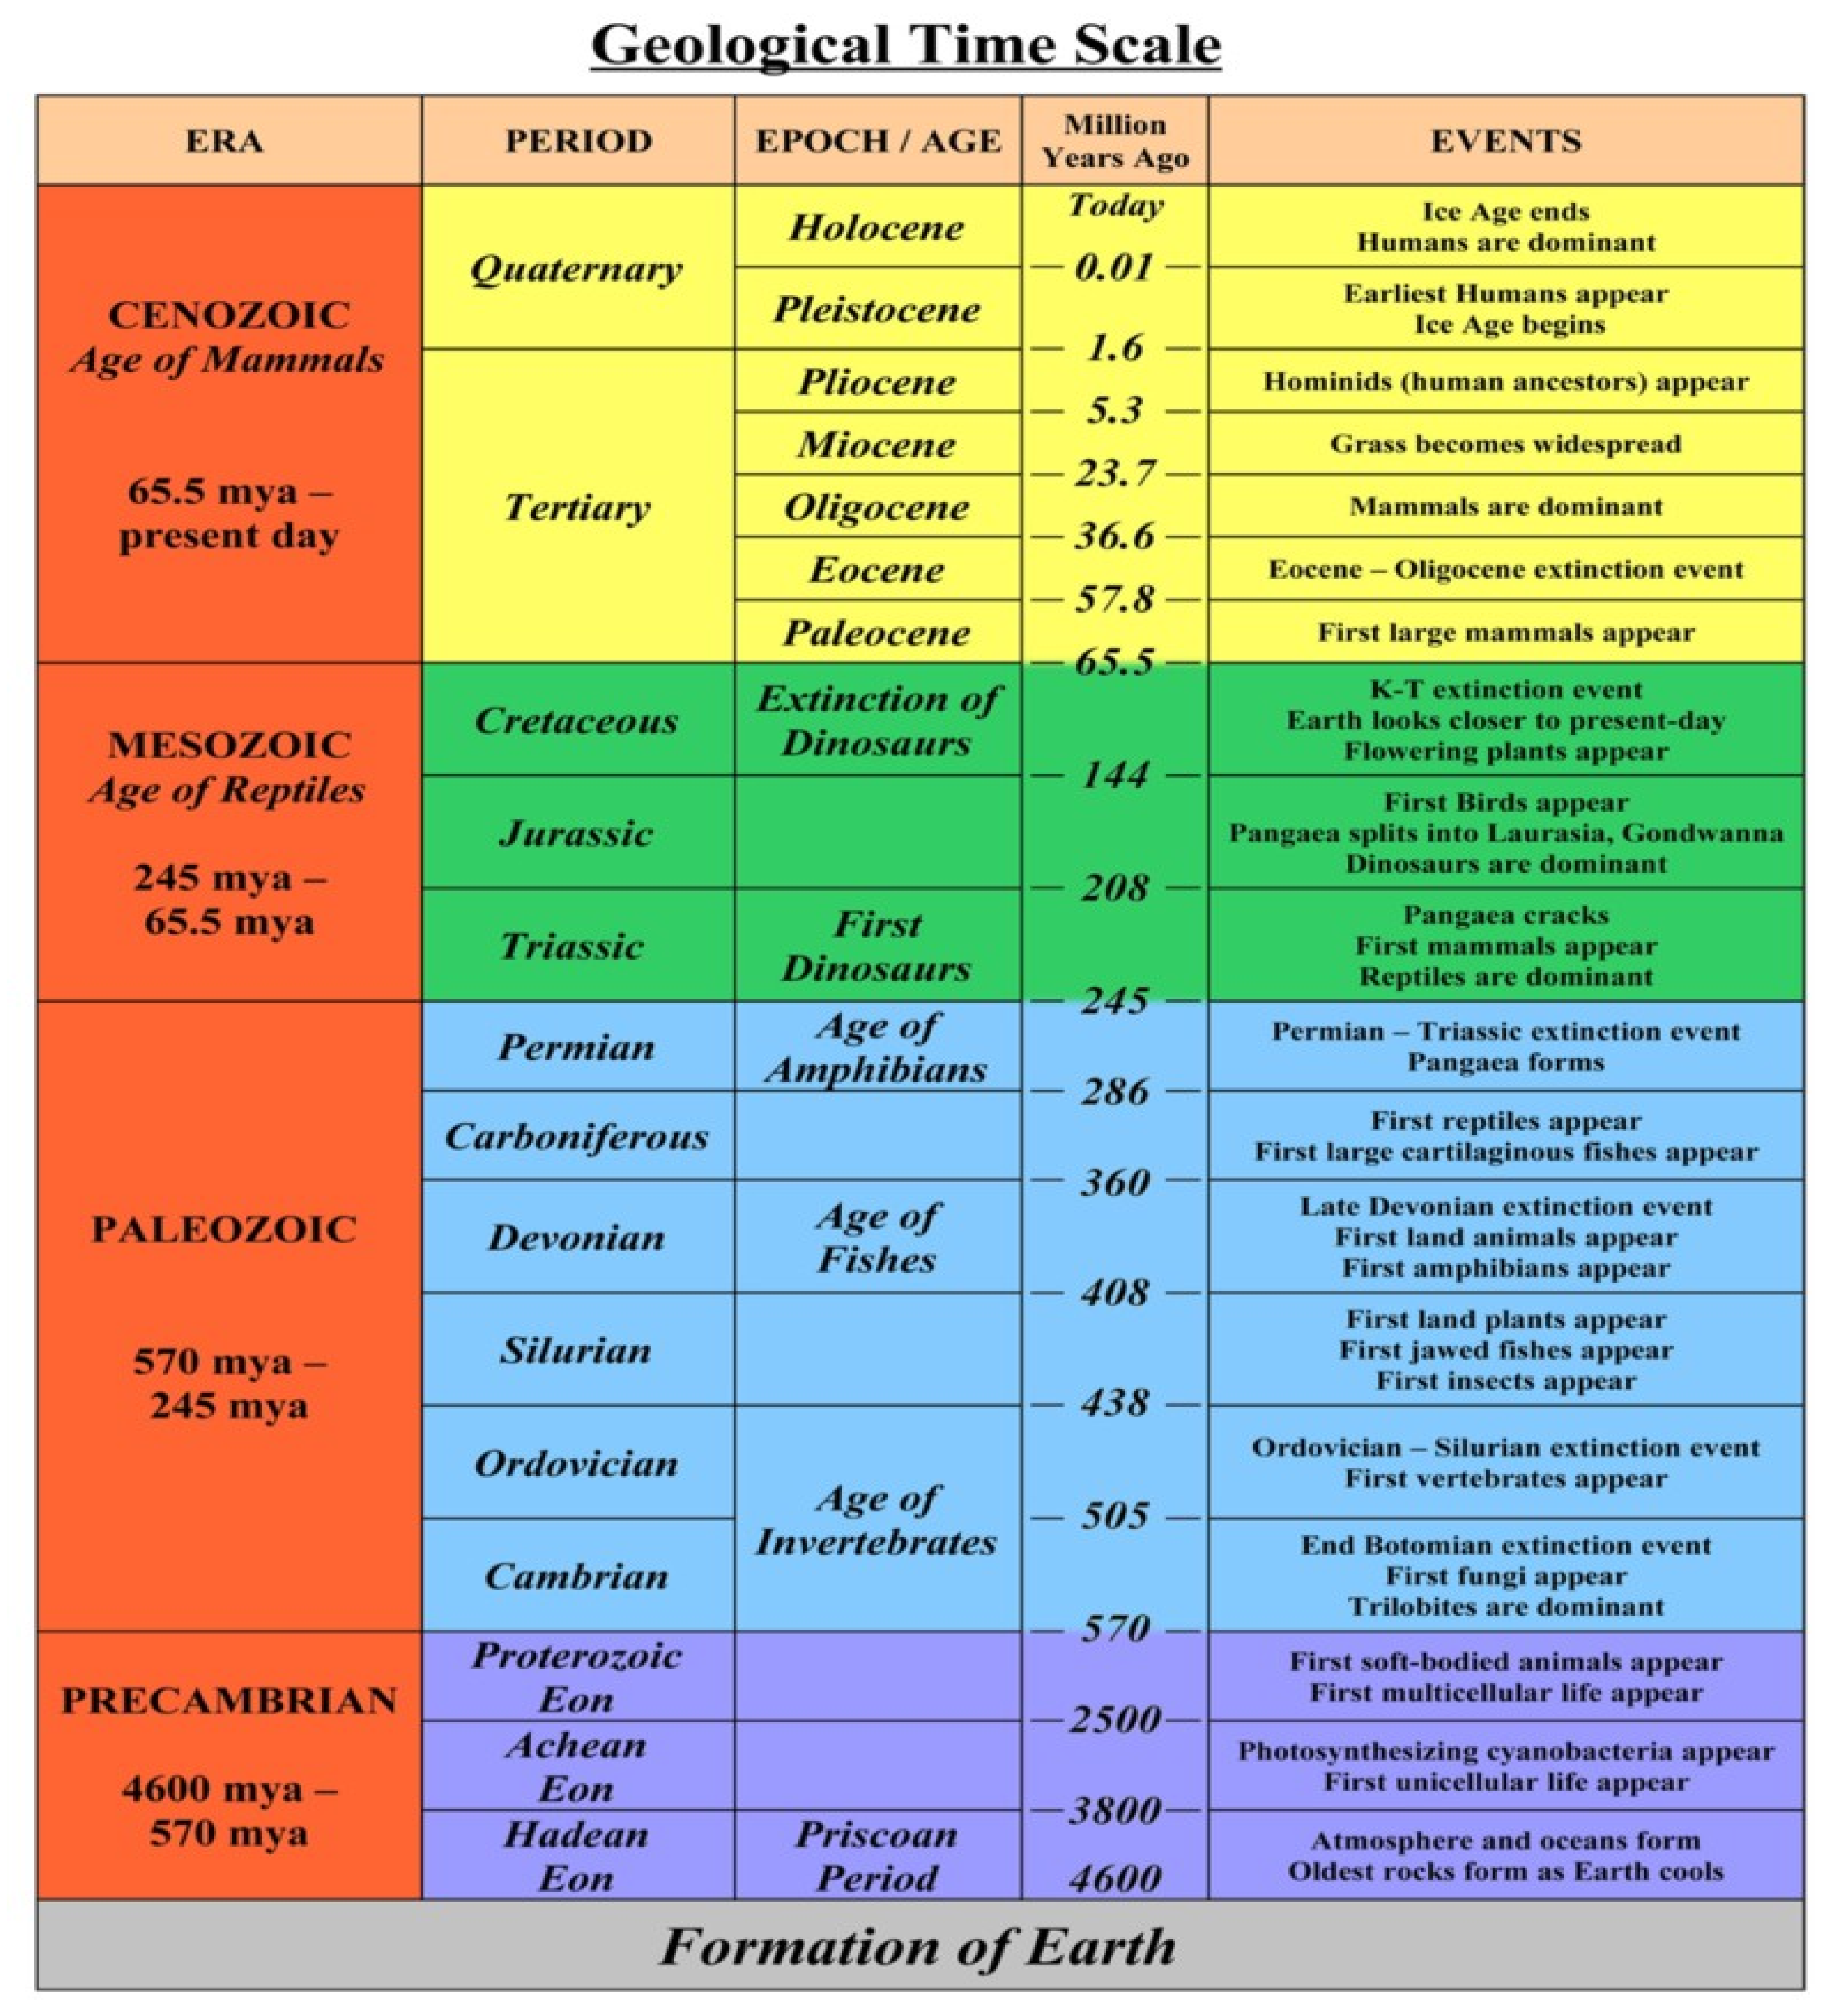 Geological Time Scale
ERA
PERIOD
EPOCH / AGE
Million
Years Ago
EVENTS
CENOZOIC
Age of Mammals
65.5 mya –
present day
Quaternary
Holocene
Today
Ice Age ends
Humans are dominant
0.01
Pleistocene
Earliest Humans appear
Ice Age begins
1.6
Tertiary
Pliocene
Hominids (human ancestors) appear
5.3
Miocene
Grass becomes widespread
23.7
Oligocene
Mammals are dominant
36.6
Eocene
Eocene – Oligocene extinction event
57.8
Paleocene
First large mammals appear
65.5
MESOZOIC
Age of Reptiles
245 mya –
65.5 mya
Cretaceous
Extinction of
Dinosaurs
K-T extinction event
Earth looks closer to present-day
Flowering plants appear
144
Jurassic
First Birds appear
Pangaea splits into Laurasia, Gondwanna
Dinosaurs are dominant
208
Triassic
First
Dinosaurs
Pangaea cracks
First mammals appear
Reptiles are dominant
245
PALEOZOIC
570 mya –
245 mya
Permian
Age of
Amphibians
Permian – Triassic extinction event
Pangaea forms
286
Carboniferous
First reptiles appear
First large cartilaginous fishes appear
360
Devonian
Age of
Fishes
Late Devonian extinction event
First land animals appear
First amphibians appear
408
Silurian
First land plants appear
First jawed fishes appear
First insects appear
438
Ordovician
Age of
Invertebrates
Ordovician – Silurian extinction event
First vertebrates appear
505
Cambrian
End Botomian extinction event
First fungi appear
Trilobites are dominant
570
PRECAMBRIAN
4600 mya –
570 mya
Proterozoic
Eon
First soft-bodied animals appear
First multicellular life appear
2500
Achean
Eon
Photosynthesizing cyanobacteria appear
First unicellular life appear
3800
Hadean
Eon
Priscoan
Period
4600
Atmosphere and oceans form
Oldest rocks form as Earth cools
Formation of Earth